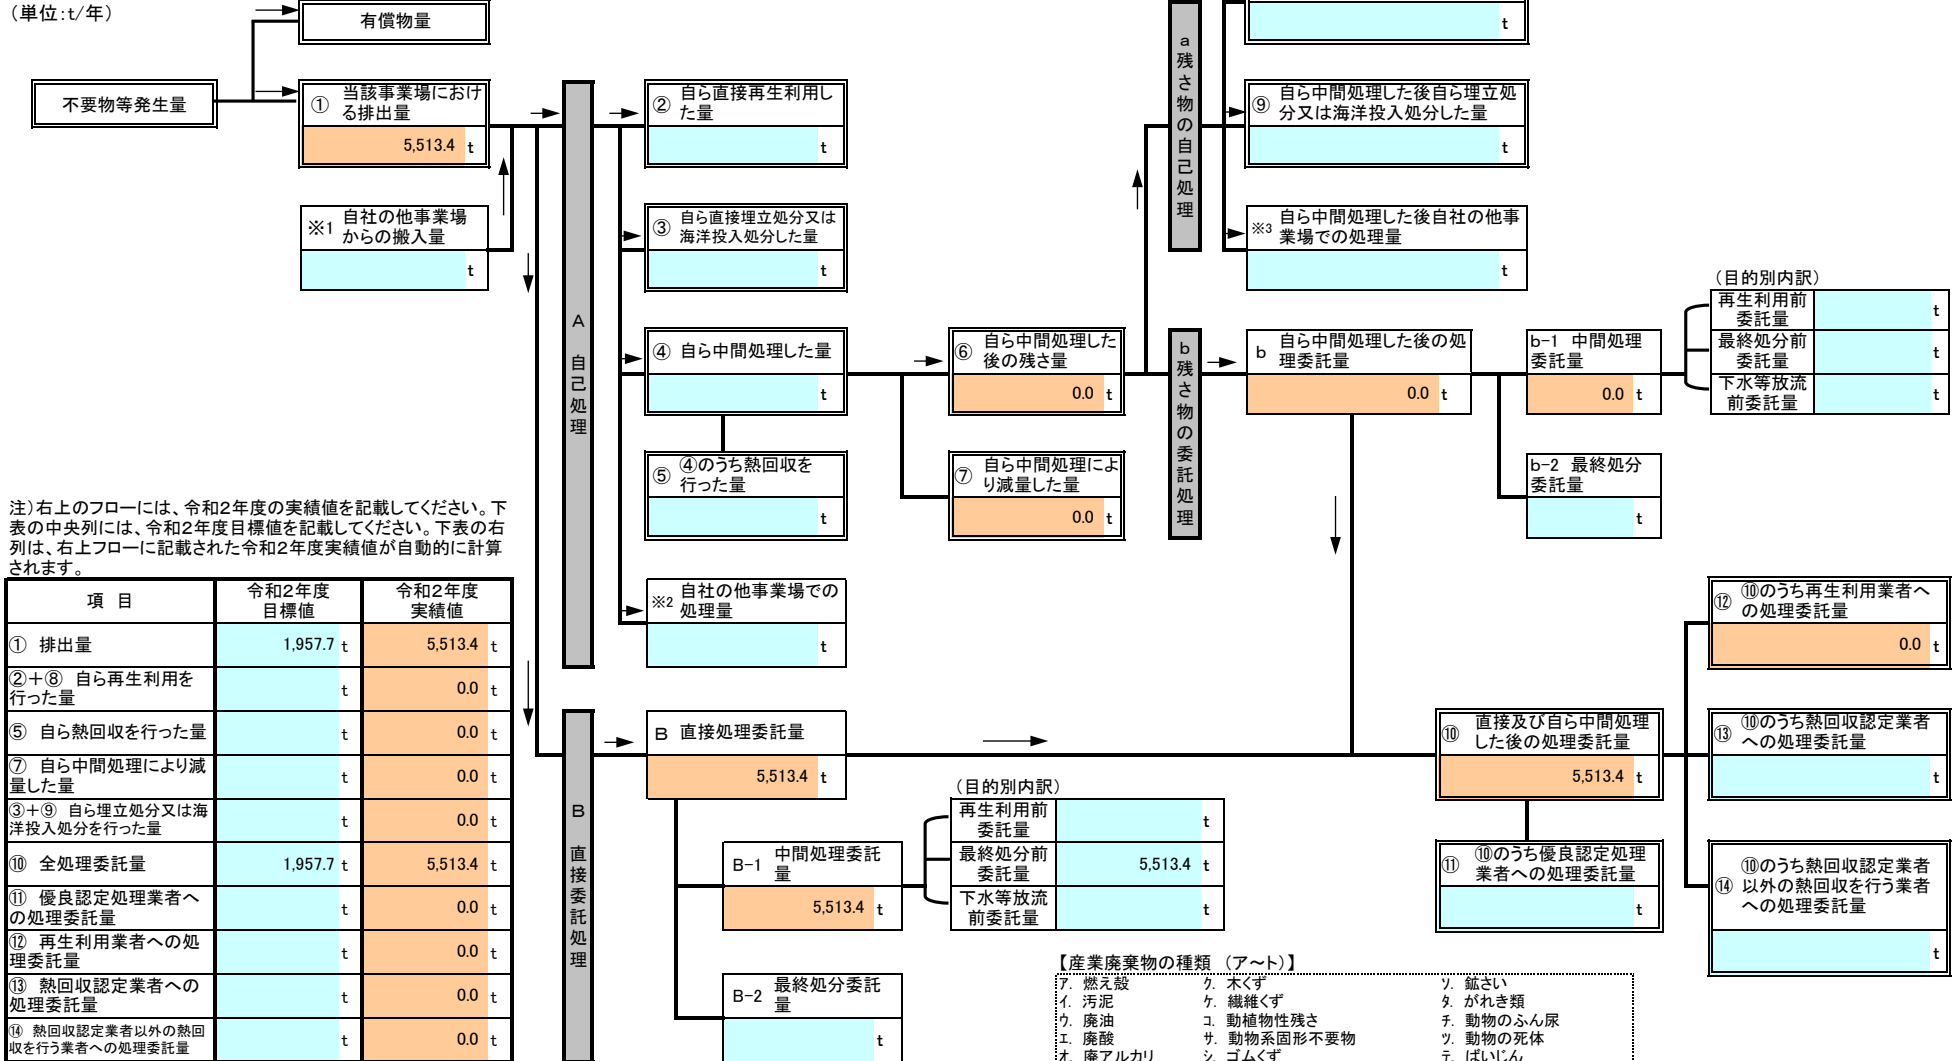 （単位:t/年）
有償物量
t
不要物等発生量
① 当該事業場におけ
る排出量
5,513.4 t
※1 自社の他事業場
からの搬入量
t
A 自己処理
② 自ら直接再生利用し
た量
t
③ 自ら直接埋立処分又は
海洋投入処分した量
t
④ 自ら中間処理した量
t
⑤ ④のうち熱回収を
行った量
t
※2 自社の他事業場での
処理量
t
⑥ 自ら中間処理した
後の残さ量
0.0 t
⑦ 自ら中間処理によ
り減量した量
0.0 t
a 残さ物の自己処理
⑨ 自ら中間処理した後自ら埋立処
分又は海洋投入処分した量
t
※3 自ら中間処理した後自社の他事
業場での処理量
t
b 残さ物の委託処理
b 自ら中間処理した後の処
理委託量
0.0 t
b-1 中間処理
委託量
0.0 t
b-2 最終処分
委託量
t
（目的別内訳）
再生利用前
委託量
t
最終処分前
委託量
t
下水等放流
前委託量
t
注）右上のフローには、令和2年度の実績値を記載してください。下
表の中央列には、令和2年度目標値を記載してください。下表の右
列は、右上フローに記載された令和2年度実績値が自動的に計算
されます。
項 目 令和2年度 目標値 令和2年度 実績値
① 排出量 1,957.7 t 5,513.4 t
②+⑧ 自ら再生利用を
行った量 t 0.0 t
⑤ 自ら熱回収を行った量 t 0.0 t
⑦ 自ら中間処理により減
量した量 t 0.0 t
③+⑨ 自ら埋立処分又は海
洋投入処分を行った量 t 0.0 t
⑩ 全処理委託量 1,957.7 t 5,513.4 t
⑪ 優良認定処理業者へ
の処理委託量 t 0.0 t
⑫ 再生利用業者への処
理委託量 t 0.0 t
⑬ 熱回収認定業者への
処理委託量 t 0.0 t
⑭ 熱回収認定業者以外の熱回
収を行う業者への処理委託量 t 0.0 t
B 直接委託処理
B 直接処理委託量
5,513.4 t
B-1 中間処理委託
量
5,513.4 t
B-2 最終処分委託
量
t
（目的別内訳）
再生利用前
委託量
t
最終処分前
委託量
5,513.4 t
下水等放流
前委託量
t
⑩ 直接及び自ら中間処理
した後の処理委託量
5,513.4 t
⑪ ⑩のうち優良認定処理
業者への処理委託量
t
⑫ ⑩のうち再生利用業者へ
の処理委託量
0.0 t
⑬ ⑩のうち熱回収認定業者
への処理委託量
t
⑭ ⑩のうち熱回収認定業者
以外の熱回収を行う業者
への処理委託量
t
【産業廃棄物の種類 （ア～ト）】
ア. 燃え殻 ク. 木くず ソ. 鉱さい
イ. 汚泥 ケ. 繊維くず タ. がれき類
ウ. 廃油 コ. 動植物性残さ チ. 動物のふん尿
エ. 廃酸 サ. 動物系固形不要物 ツ. 動物の死体
オ. 廃アルカリ シ. ゴムくず テ. ばいじん